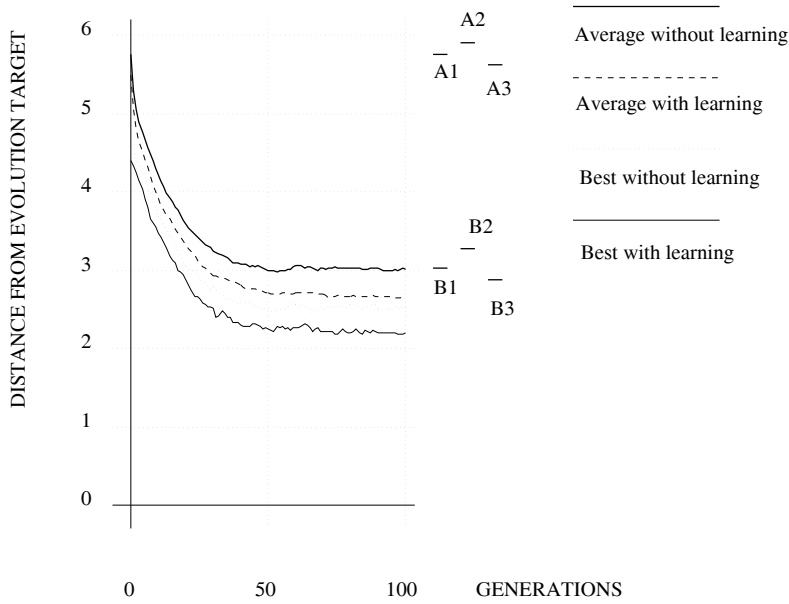 DISTANCE FROM EVOLUTION TARGET
6
5
4
3
2
1
0
0 50 100 GENERATIONS
A2
A1
A3
B2
B1
B3
Average without learning
Average with learning
Best without learning
Best with learning